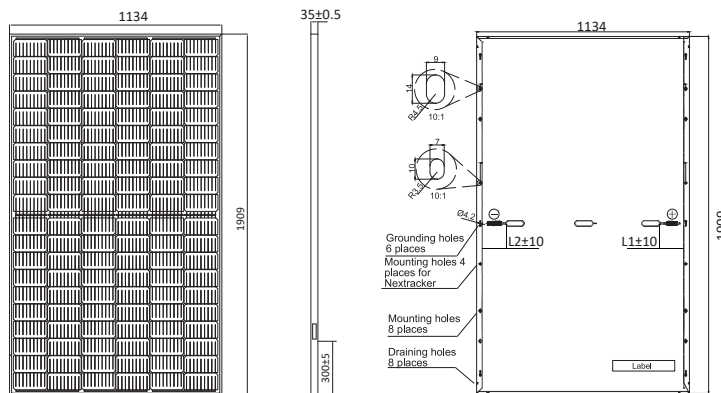 1134
1909
35±0.5
300±5
1134
1909
9
14
R4.5
10:1
7
10
R3.5
10:1
Ø4.2
L2±10
L1±10
Grounding holes
6 places
Mounting holes 4
places for
Nextracker
Mounting holes
8 places
Draining holes
8 places
Label